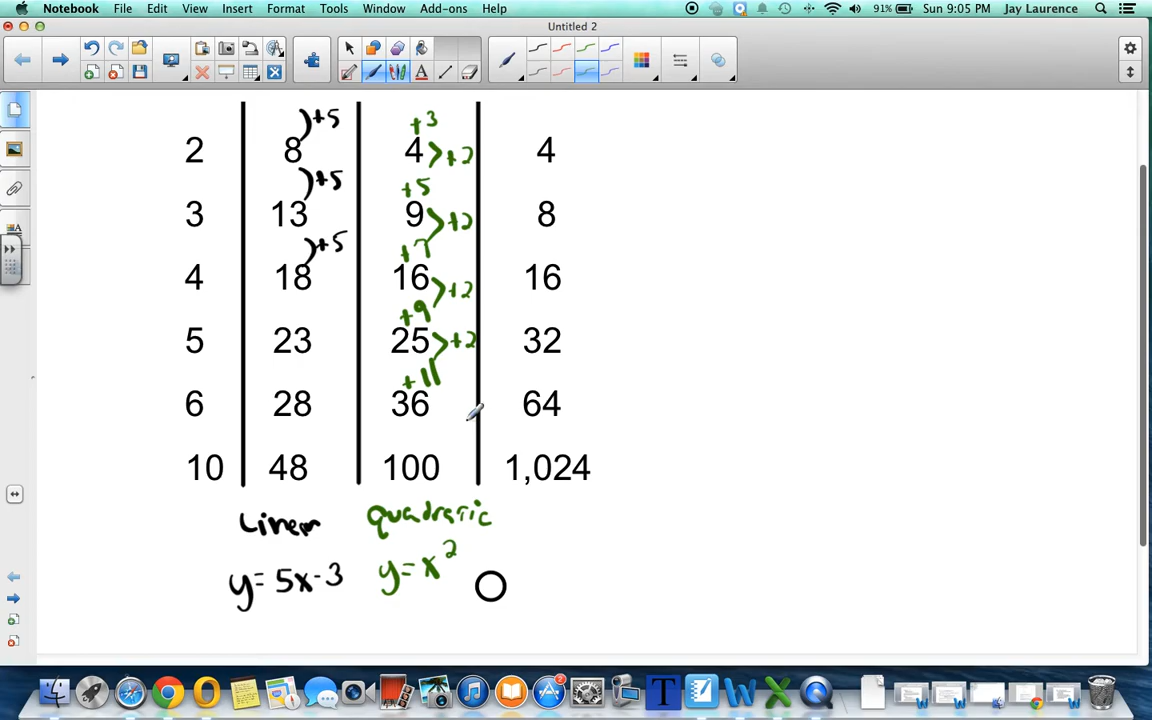 Notebook File Edit View Insert Format Tools Window Add-ons Help 91% Sun 9:05 PM Jay Laurence
Untitled 2
)+5 +3
2 8 4 >+2 4
)+5 +5
3 13 9 >+2 8
)+5 +7
4 18 16 >+2 16
+9
5 23 25 >+2 32
+11
6 28 36 64
10 48 100 1,024
Linear quadratic
y=5x-3 y=x²